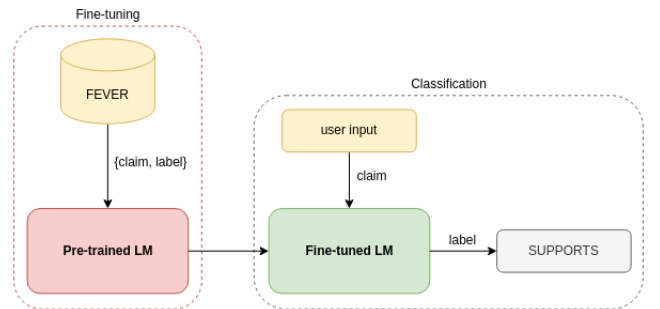 Fine-tuning
FEVER
{claim, label}
Pre-trained LM
Classification
user input
claim
Fine-tuned LM
label
SUPPORTS